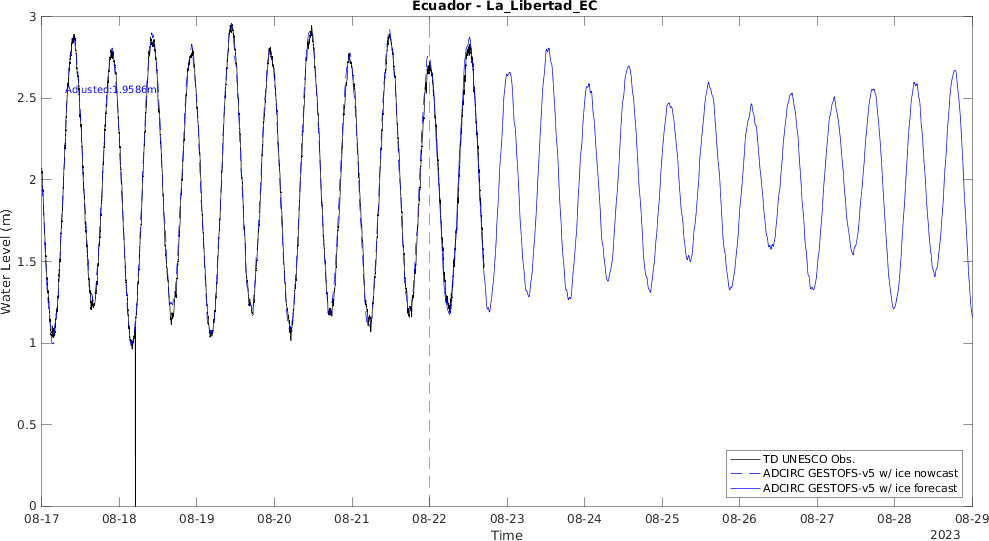 Ecuador - La_Libertad_EC
3
2.5
2
1.5
1
0.5
0
Water Level (m)
Adjusted:1.9586m
TD UNESCO Obs.
ADCIRC GESTOFS-v5 w/ ice nowcast
ADCIRC GESTOFS-v5 w/ ice forecast
08-17 08-18 08-19 08-20 08-21 08-22 08-23 08-24 08-25 08-26 08-27 08-28 08-29
Time
2023